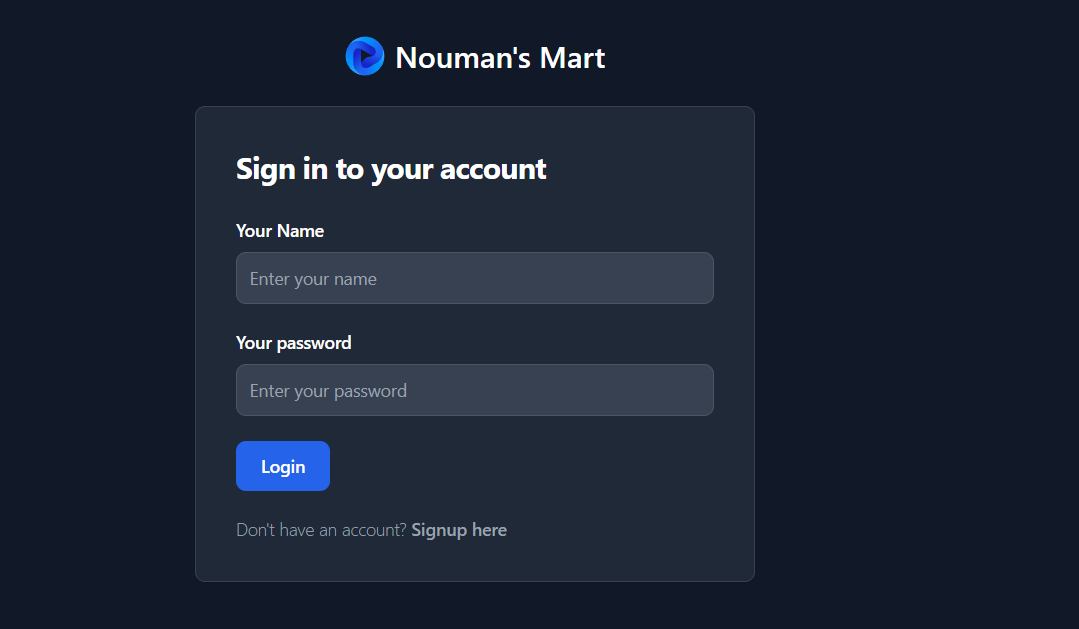 Nouman's Mart
Sign in to your account
Your Name
Enter your name
Your password
Enter your password
Login
Don't have an account? Signup here